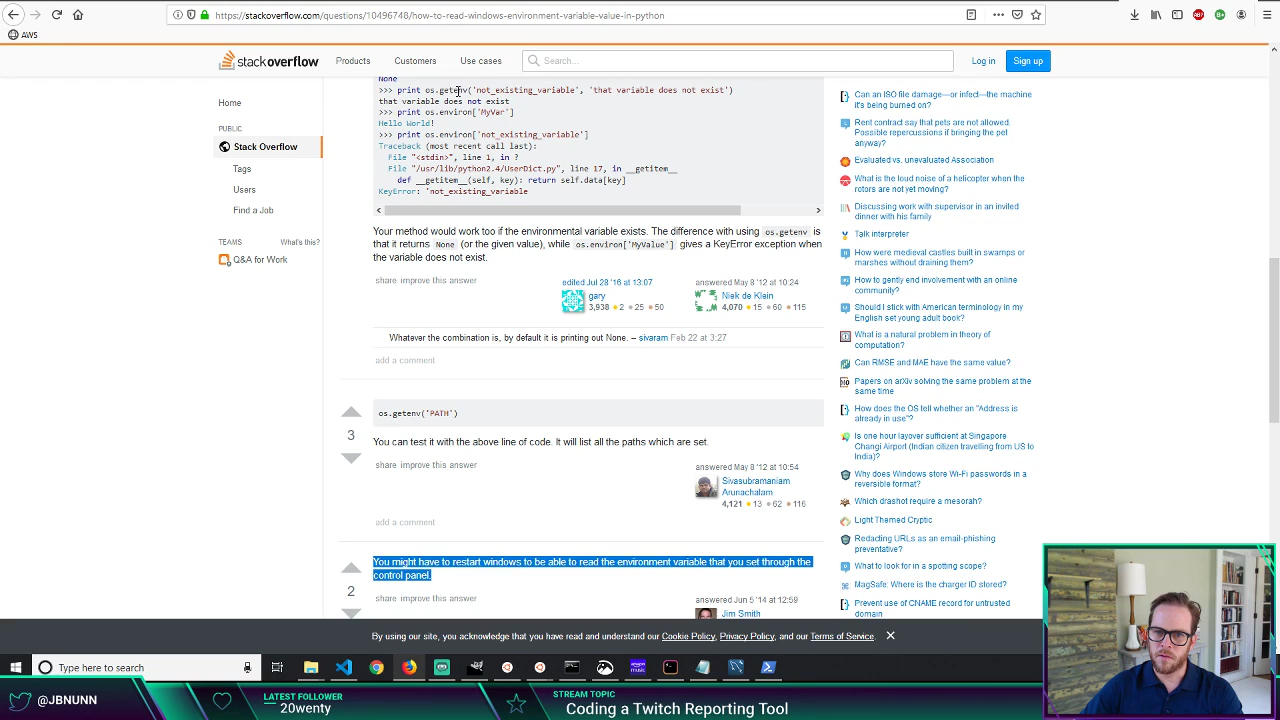 https://stackoverflow.com/questions/10496748/how-to-read-windows-environment-variable-value-in-python
AWS
stackoverflow
Products
Customers
Use cases
Search...
Log in
Sign up
Home
PUBLIC
Stack Overflow
Tags
Users
Find a Job
TEAMS
What's this?
Q&A for Work
None
>>> print os.getenv('not_existing_variable', 'that variable does not exist')
that variable does not exist
>>> print os.environ['MyVar']
Hello World!
>>> print os.environ['not_existing_variable']
Traceback (most recent call last):
File "<stdin>", line 1, in ?
File "/usr/lib/python2.4/UserDict.py", line 17, in __getitem__
def __getitem__(self, key): return self.data[key]
KeyError: 'not_existing_variable
Your method would work too if the environmental variable exists. The difference with using os.getenv is
that it returns None (or the given value), while os.environ['MyValue'] gives a KeyError exception when
the variable does not exist.
share improve this answer
edited Jul 28 '16 at 13:07
gary
3,938 2 25 50
answered May 8 '12 at 10:24
Niek de Klein
4,070 15 60 115
Whatever the combination is, by default it is printing out None. – sivaram Feb 22 at 3:27
add a comment
3
os.getenv('PATH')
You can test it with the above line of code. It will list all the paths which are set.
share improve this answer
answered May 8 '12 at 10:54
Sivasubramaniam
Arunachalam
4,121 13 62 116
add a comment
2
You might have to restart windows to be able to read the environment variable that you set through the
control panel.
share improve this answer
answered Jun 5 '14 at 12:59
Jim Smith
Can an ISO file damage—or infect—the machine
it's being burned on?
Rent contract say that pets are not allowed.
Possible repercussions if bringing the pet
anyway?
Evaluated vs. unevaluated Association
What is the loud noise of a helicopter when the
rotors are not yet moving?
Discussing work with supervisor in an invited
dinner with his family
Talk interpreter
How were medieval castles built in swamps or
marshes without draining them?
How to gently end involvement with an online
community?
Should I stick with American terminology in my
English set young adult book?
What is a natural problem in theory of
computation?
Can RMSE and MAE have the same value?
Papers on arXiv solving the same problem at the
same time
How does the OS tell whether an "Address is
already in use"?
Is one hour layover sufficient at Singapore
Changi Airport (Indian citizen travelling from US to
India)?
Why does Windows store Wi-Fi passwords in a
reversible format?
Which drashot require a mesorah?
Light Themed Cryptic
Redacting URLs as an email-phishing
preventative?
What to look for in a spotting scope?
MagSafe: Where is the charger ID stored?
Prevent use of CNAME record for untrusted
domain
By using our site, you acknowledge that you have read and understand our Cookie Policy, Privacy Policy, and our Terms of Service.
Type here to search
@JBNUNN
LATEST FOLLOWER
20wenty
STREAM TOPIC
Coding a Twitch Reporting Tool